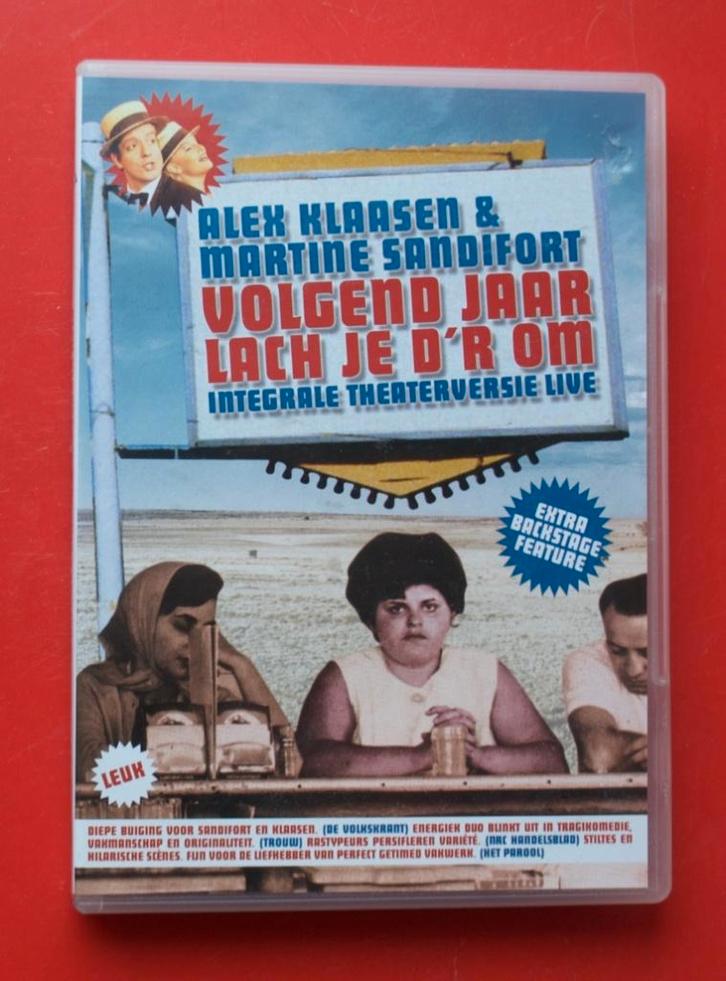 ALEX KLAASEN &
MARTINE SANDIFORT
VOLGEND JAAR
LACH JE D'R OM
INTEGRALE THEATERVERSIE LIVE
EXTRA
BACKSTAGE
FEATURE
LEUK
DIEPE BUIGING VOOR SANDIFORT EN KLAASEN. (DE VOLKSKRANT) ENERGIEK DUO BLINKT UIT IN TRAGIKOMEDIE,
VAKMANSCHAP EN ORIGINALITEIT. (TROUW) RASTYPEURS PERSIFLEREN VARIÉTÉ. (NRC HANDELSBLAD) STILTES EN
HILARISCHE SCÈNES. FIJN VOOR DE LIEFHEBBER VAN PERFECT GETIMED VAKWERK. (HET PAROOL)